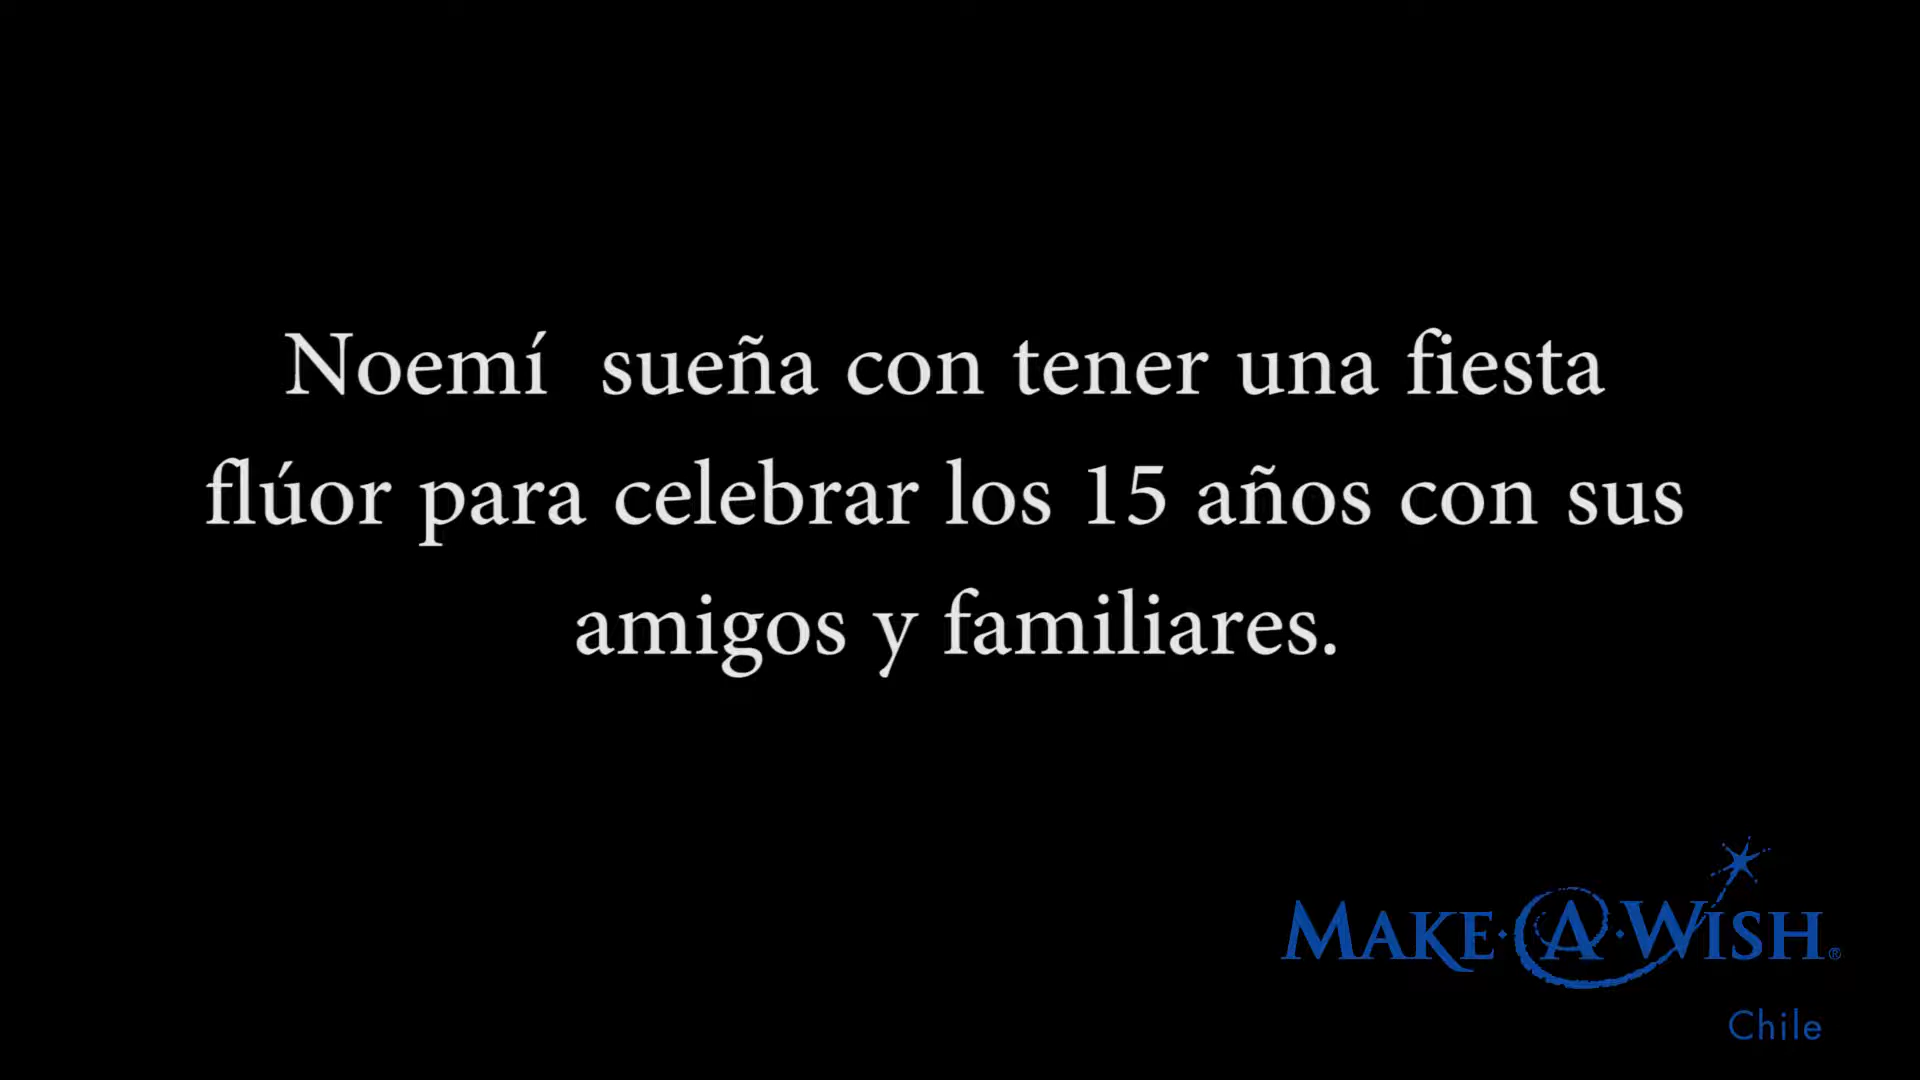 Noemí  sueña con tener una fiesta
flúor para celebrar los 15 años con sus
amigos y familiares.
MAKE·A·WISH®
Chile